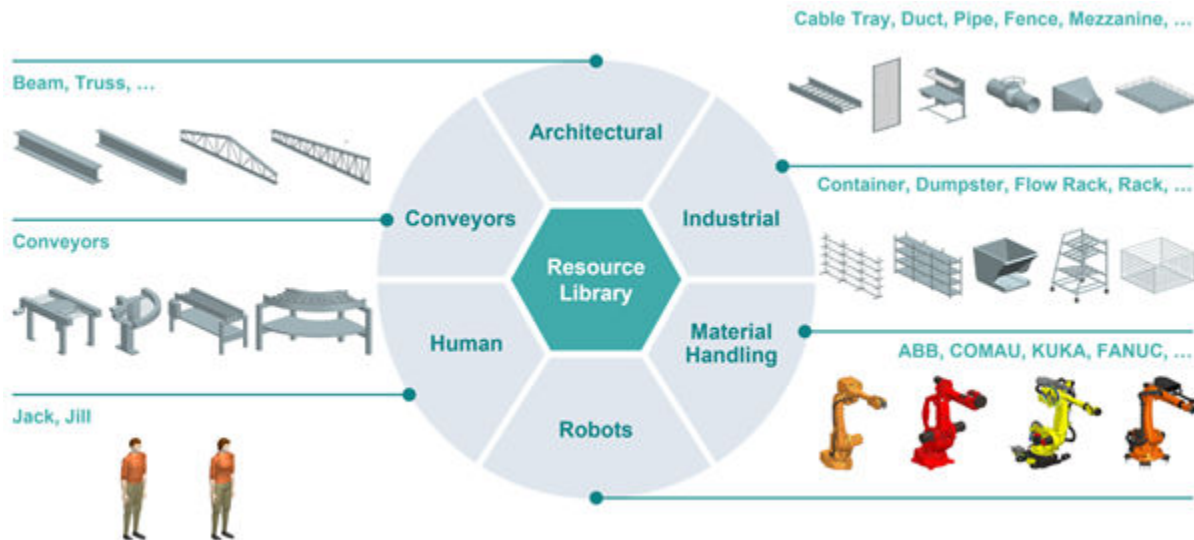 Cable Tray, Duct, Pipe, Fence, Mezzanine, ...
Beam, Truss, ...
Architectural
Container, Dumpster, Flow Rack, Rack, ...
Conveyors
Industrial
Conveyors
Resource
Library
Human
Material
Handling
ABB, COMAU, KUKA, FANUC, ...
Jack, Jill
Robots